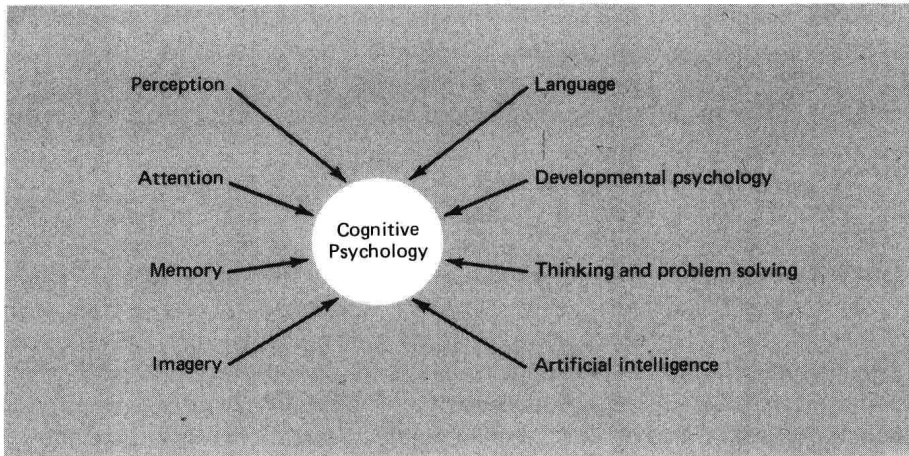 Perception
Language
Attention
Developmental psychology
Cognitive
Psychology
Memory
Thinking and problem solving
Imagery
Artificial intelligence